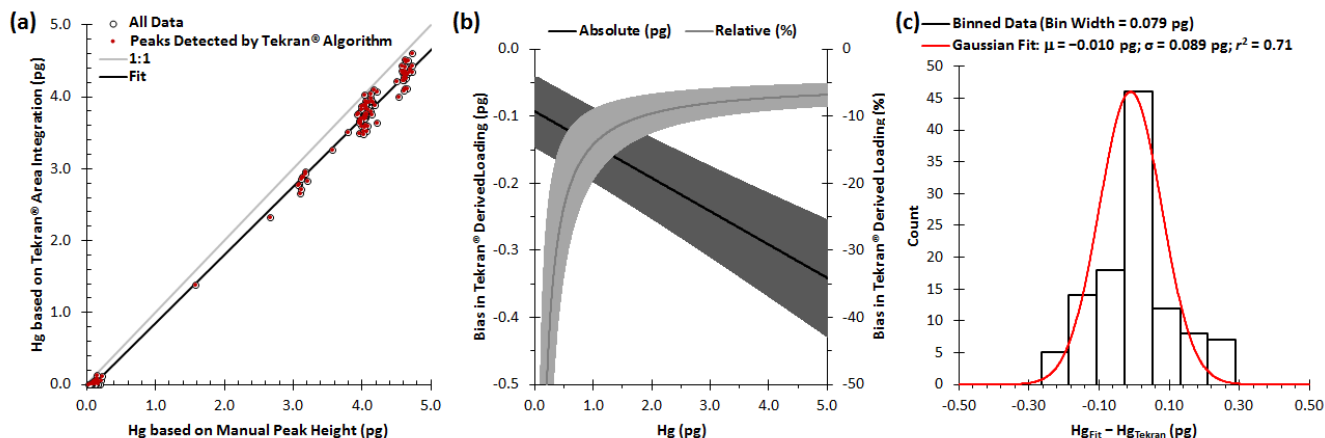 (a)
All Data
Peaks Detected by Tekran® Algorithm
1:1
Fit
Hg based on Tekran® Area Integration (pg)
5.0
4.0
3.0
2.0
1.0
0.0
0.0 1.0 2.0 3.0 4.0 5.0
Hg based on Manual Peak Height (pg)
(b)
Absolute (pg) Relative (%)
Bias in Tekran® DerivedLoading (pg)
0.0
-0.1
-0.2
-0.3
-0.4
-0.5
0
-10
-20
-30
-40
-50
Bias in Tekran® Derived Loading (%)
0.0 1.0 2.0 3.0 4.0 5.0
Hg (pg)
(c)
Binned Data (Bin Width = 0.079 pg)
Gaussian Fit: μ = −0.010 pg; σ = 0.089 pg; r² = 0.71
Count
50
45
40
35
30
25
20
15
10
5
0
-0.50 -0.30 -0.10 0.10 0.30 0.50
HgFit − HgTekran (pg)